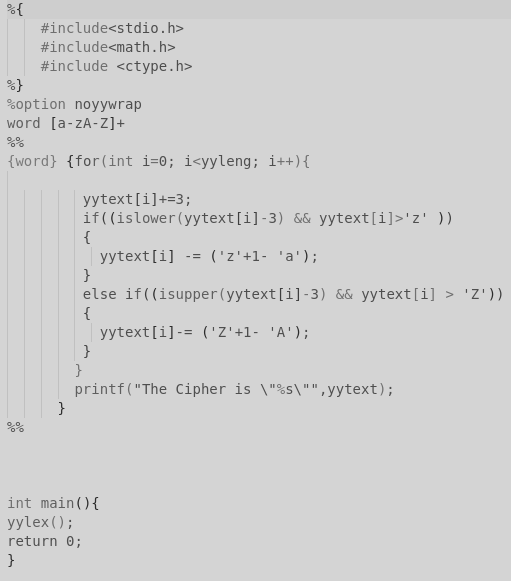 %{
#include<stdio.h>
#include<math.h>
#include <ctype.h>
%}
%option noyywrap
word [a-zA-Z]+
%%
{word} {for(int i=0; i<yyleng; i++){
yytext[i]+=3;
if((islower(yytext[i]-3) && yytext[i]>'z' ))
{
yytext[i] -= ('z'+1- 'a');
}
else if((isupper(yytext[i]-3) && yytext[i] > 'Z'))
{
yytext[i]-= ('Z'+1- 'A');
}
}
printf("The Cipher is \"%s\"",yytext);
}
%%
int main(){
yylex();
return 0;
}